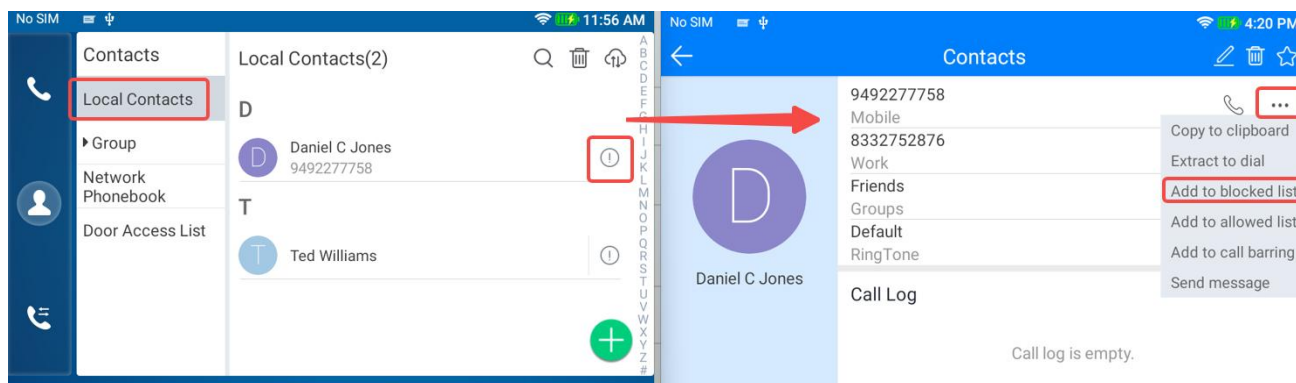 No SIM
11:56 AM
Contacts
Local Contacts
Group
Network
Phonebook
Door Access List
Local Contacts(2)
D
D
Daniel C Jones
9492277758
T
T
Ted Williams
A
B
C
D
E
F
G
H
I
J
K
L
M
N
O
P
Q
R
S
T
U
V
W
X
Y
Z
#
No SIM
4:20 PM
Contacts
D
Daniel C Jones
9492277758
Mobile
8332752876
Work
Friends
Groups
Default
RingTone
Call Log
Call log is empty.
Copy to clipboard
Extract to dial
Add to blocked list
Add to allowed list
Add to call barring
Send message